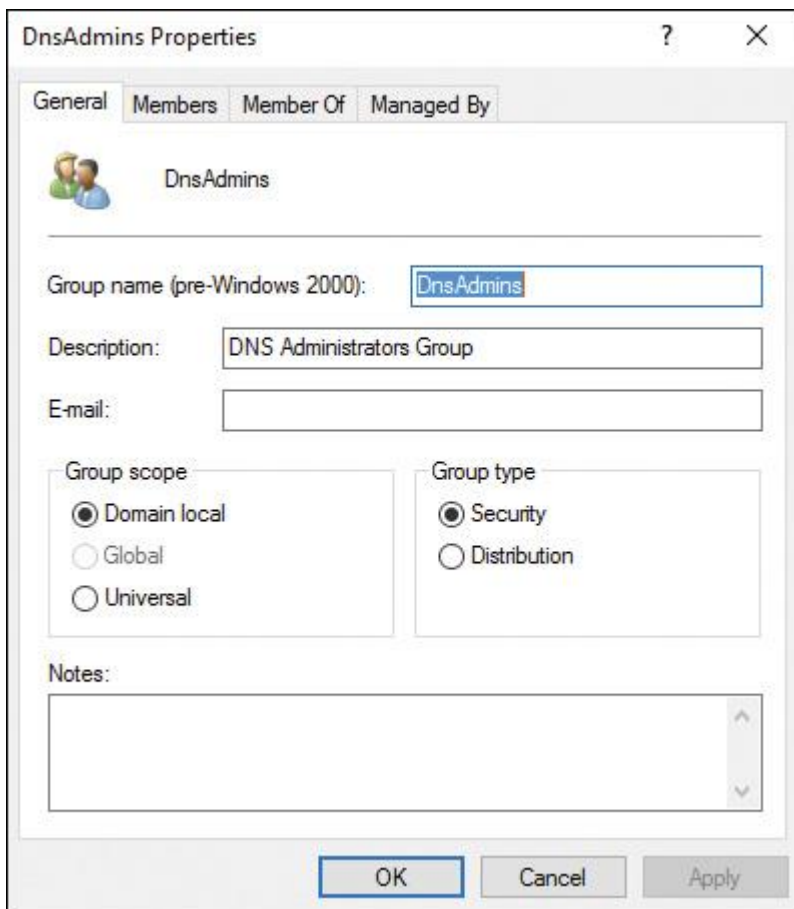 DnsAdmins Properties
?
General Members Member Of Managed By
DnsAdmins
Group name (pre-Windows 2000): DnsAdmins
Description: DNS Administrators Group
E-mail:
Group scope
Domain local
Global
Universal
Group type
Security
Distribution
Notes:
OK Cancel Apply